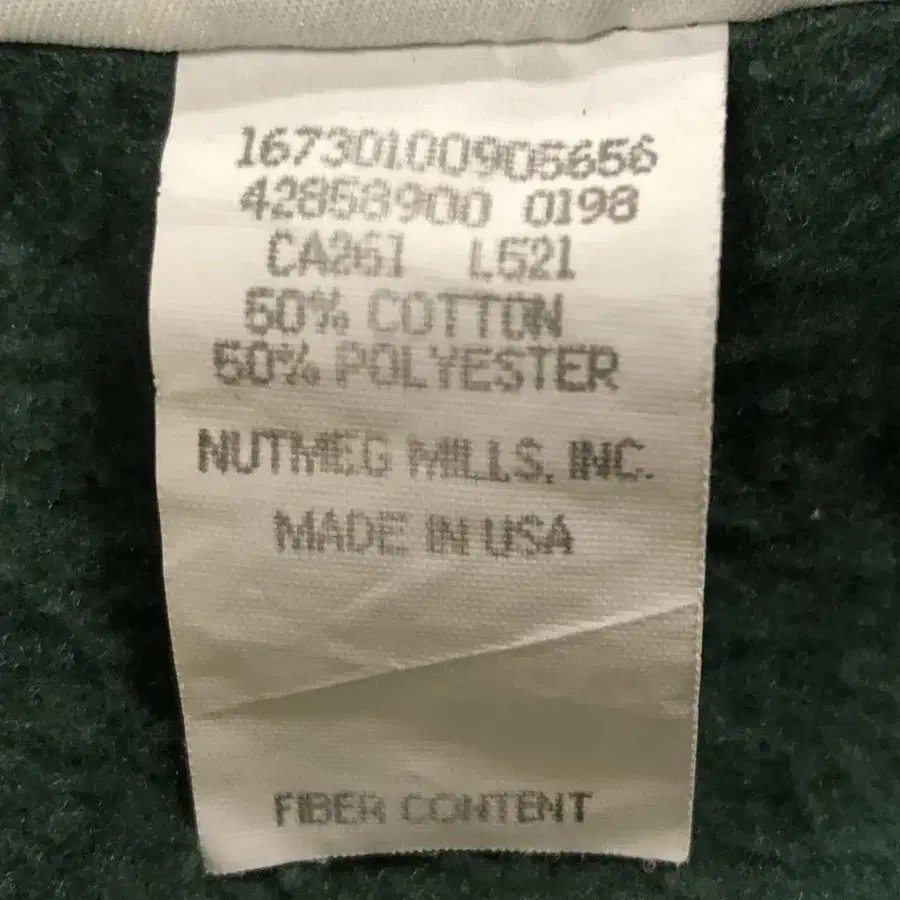 16730100905656
42858900 0198
CA261 L521
50% COTTON
50% POLYESTER
NUTMEG MILLS, INC.
MADE IN USA
FIBER CONTENT